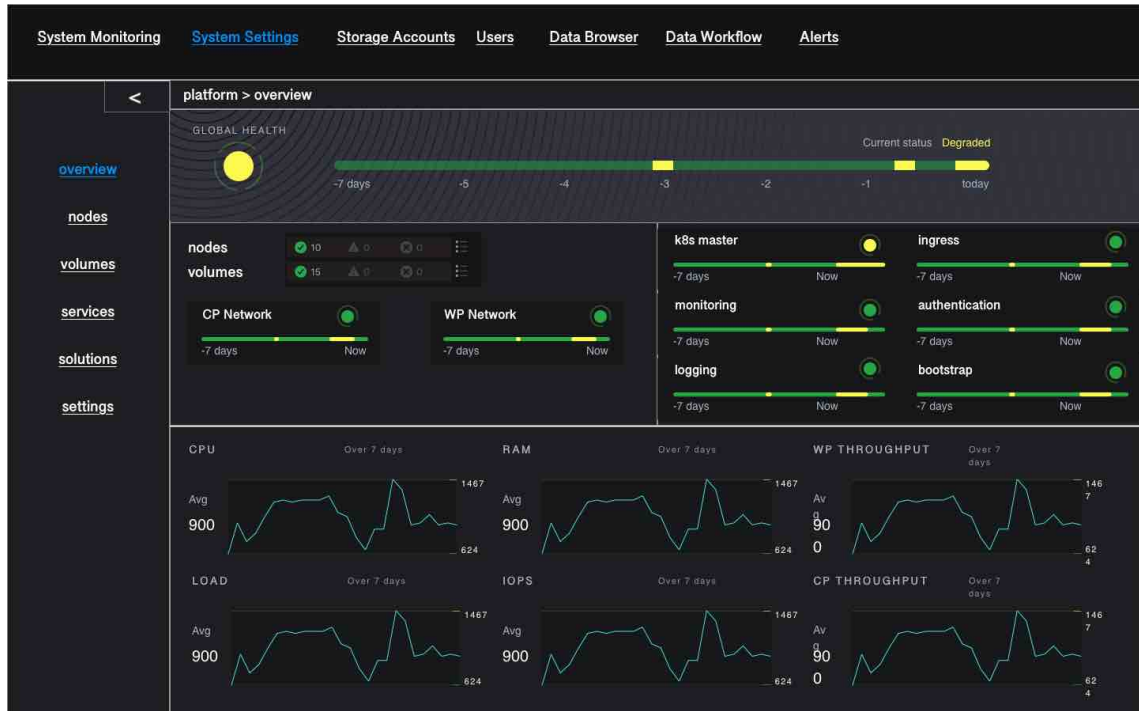 System Monitoring System Settings Storage Accounts Users Data Browser Data Workflow Alerts
<
platform > overview
overview
nodes
volumes
services
solutions
settings
GLOBAL HEALTH
Current status Degraded
-7 days -5 -4 -3 -2 -1 today
nodes 10 0 0
volumes 15 0 0
CP Network
-7 days Now
WP Network
-7 days Now
k8s master
-7 days Now
ingress
-7 days Now
monitoring
-7 days Now
authentication
-7 days Now
logging
-7 days Now
bootstrap
-7 days Now
CPU Over 7 days
1467
Avg
900
624
RAM Over 7 days
1467
Avg
900
624
WP THROUGHPUT Over 7
days
146
7
Av
g
90
0
62
4
LOAD Over 7 days
1467
Avg
900
624
IOPS Over 7 days
1467
Avg
900
624
CP THROUGHPUT Over 7
days
146
7
Av
g
90
0
62
4